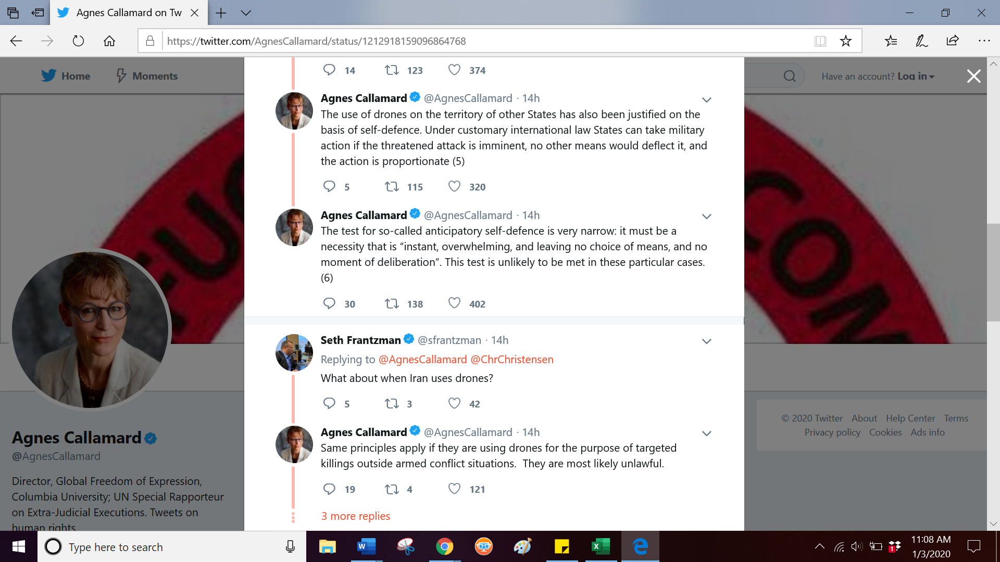 Agnes Callamard on Tw
https://twitter.com/AgnesCallamard/status/1212918159096864768
Home
Moments
Have an account? Log in
14 123 374
Agnes Callamard @AgnesCallamard · 14h
The use of drones on the territory of other States has also been justified on the
basis of self-defence. Under customary international law States can take military
action if the threatened attack is imminent, no other means would deflect it, and
the action is proportionate (5)
5 115 320
Agnes Callamard @AgnesCallamard · 14h
The test for so-called anticipatory self-defence is very narrow: it must be a
necessity that is “instant, overwhelming, and leaving no choice of means, and no
moment of deliberation”. This test is unlikely to be met in these particular cases.
(6)
30 138 402
Seth Frantzman @sfrantzman · 14h
Replying to @AgnesCallamard @ChrChristensen
What about when Iran uses drones?
5 3 42
Agnes Callamard @AgnesCallamard · 14h
Same principles apply if they are using drones for the purpose of targeted
killings outside armed conflict situations.  They are most likely unlawful.
19 4 121
3 more replies
Agnes Callamard
@AgnesCallamard
Director, Global Freedom of Expression,
Columbia University; UN Special Rapporteur
on Extra-Judicial Executions. Tweets on
human rights
COM
© 2020 Twitter About Help Center Terms
Privacy policy Cookies Ads info
Type here to search
1
11:08 AM
1/3/2020